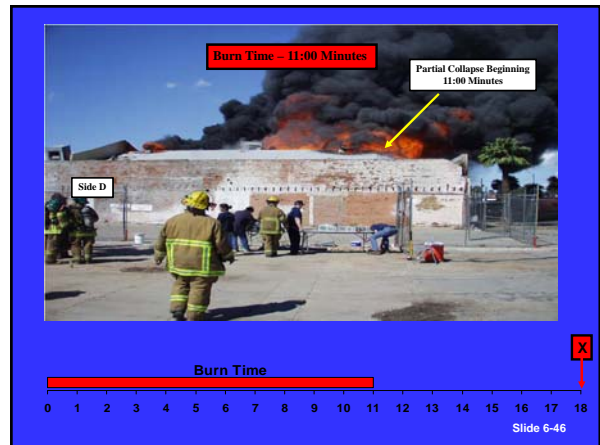 Burn Time – 11:00 Minutes
Partial Collapse Beginning
11:00 Minutes
Side D
X
Burn Time
0 1 2 3 4 5 6 7 8 9 10 11 12 13 14 15 16 17 18
Slide 6-46